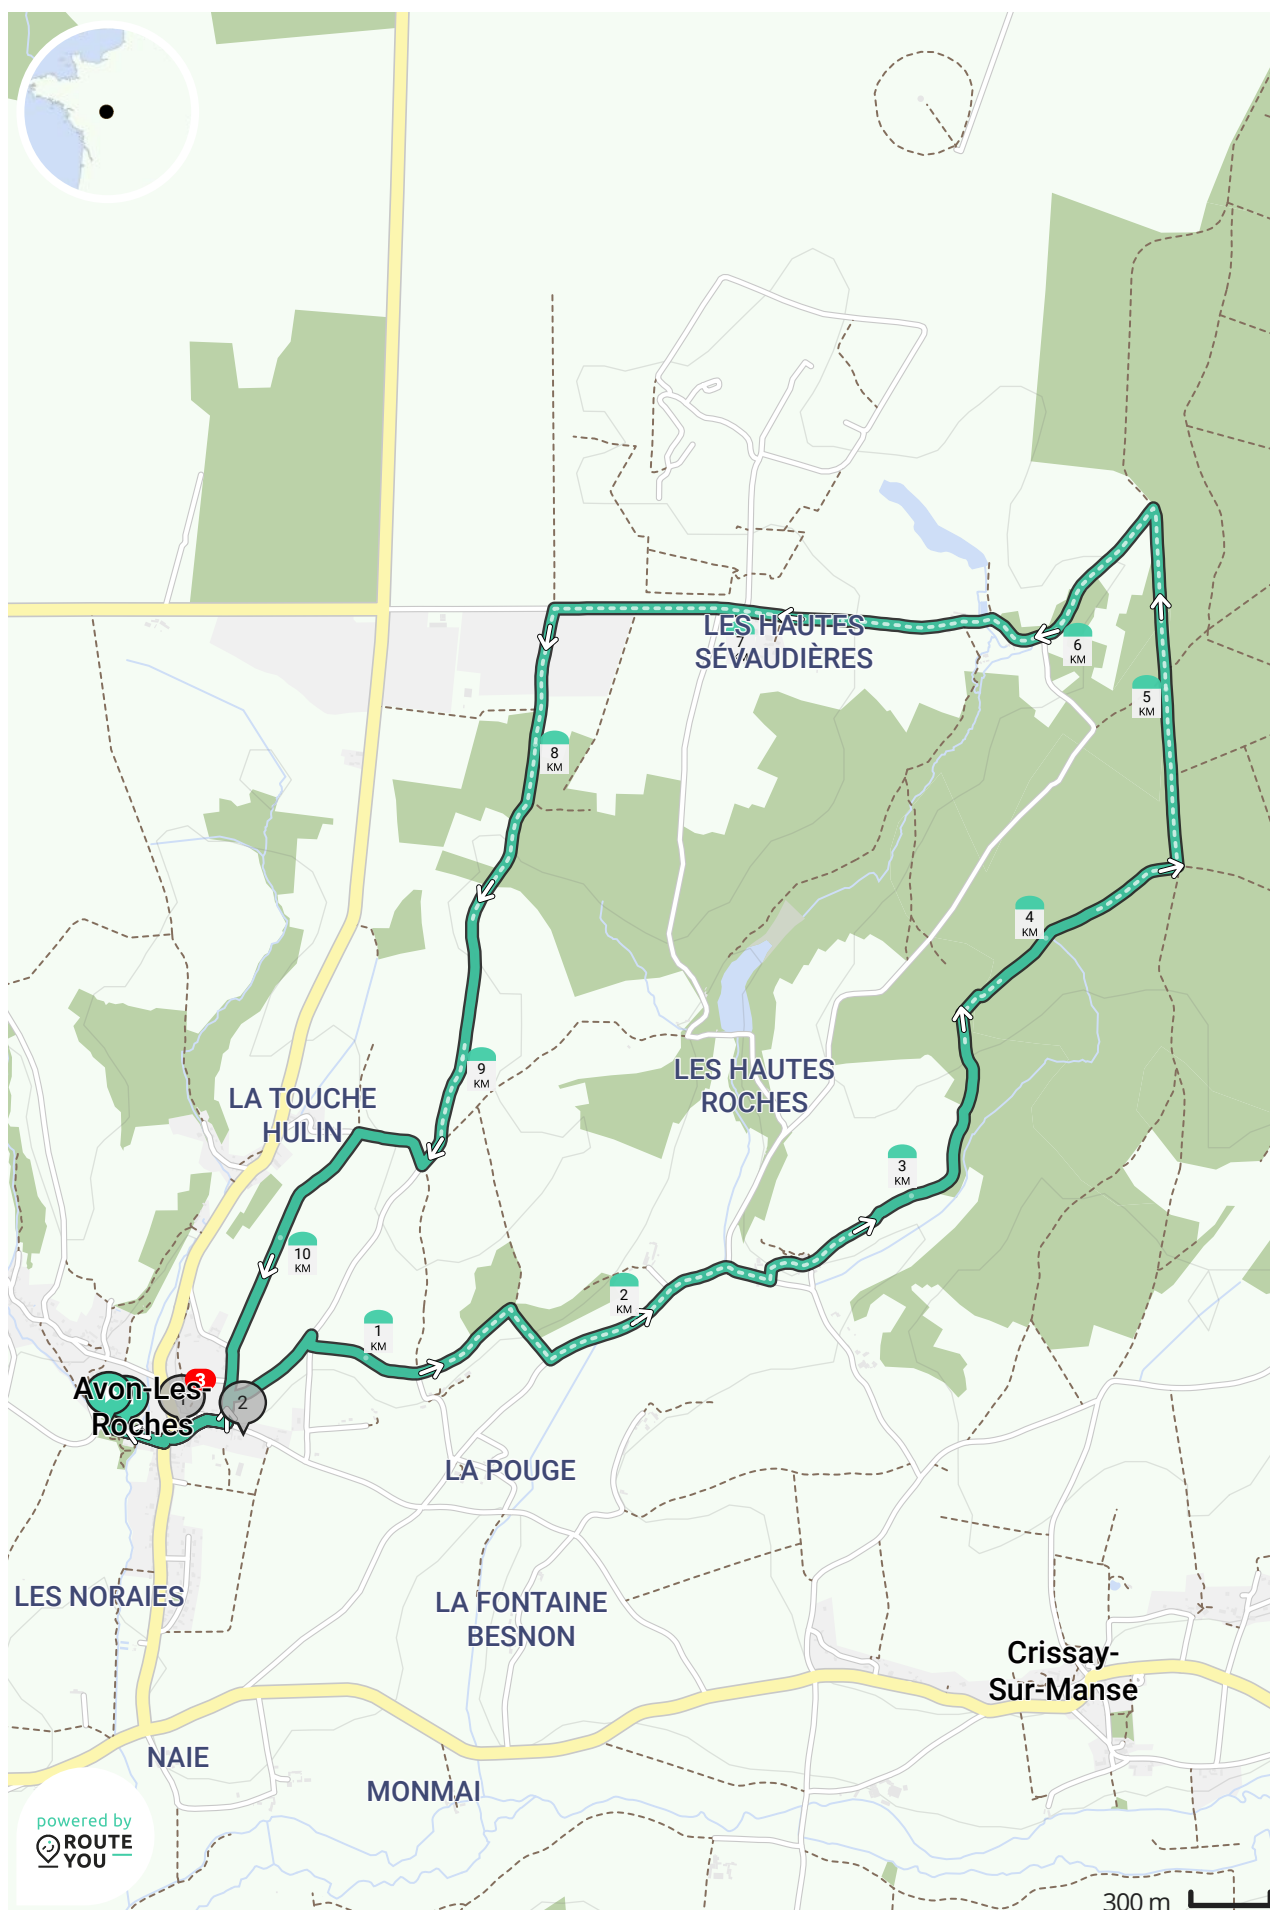 6
KM
LES HAUTES
SÉVAUDIÈRES
7
5
KM
8
KM
4
KM
9
KM
LES HAUTES
ROCHES
LA TOUCHE
HULIN
3
KM
10
KM
2
KM
1
KM
3
Avon-Les-
Roches
2
LA POUGE
LES NORAIES
LA FONTAINE
BESNON
Crissay-
Sur-Manse
NAIE
MONMAI
powered by
ROUTE
YOU
300 m